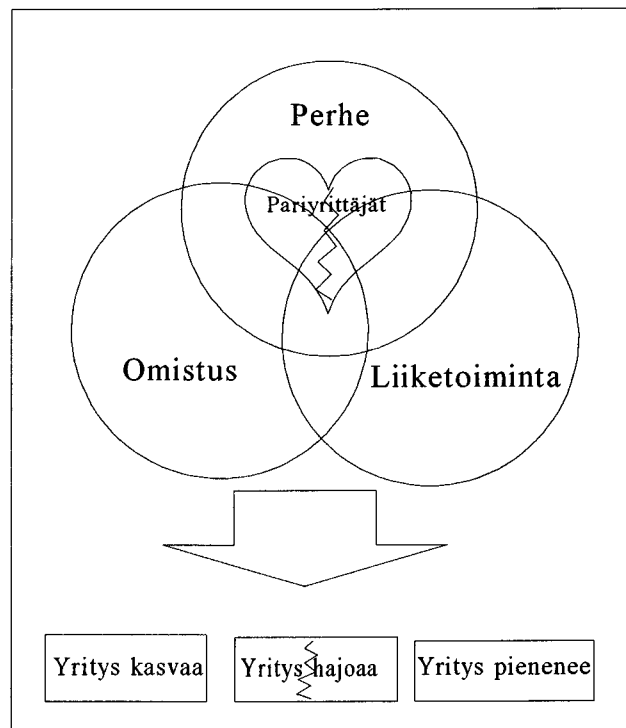 Perhe
Pariyrittäjät
Omistus
Liiketoiminta
Yritys kasvaa
Yritys hajoaa
Yritys pienenee